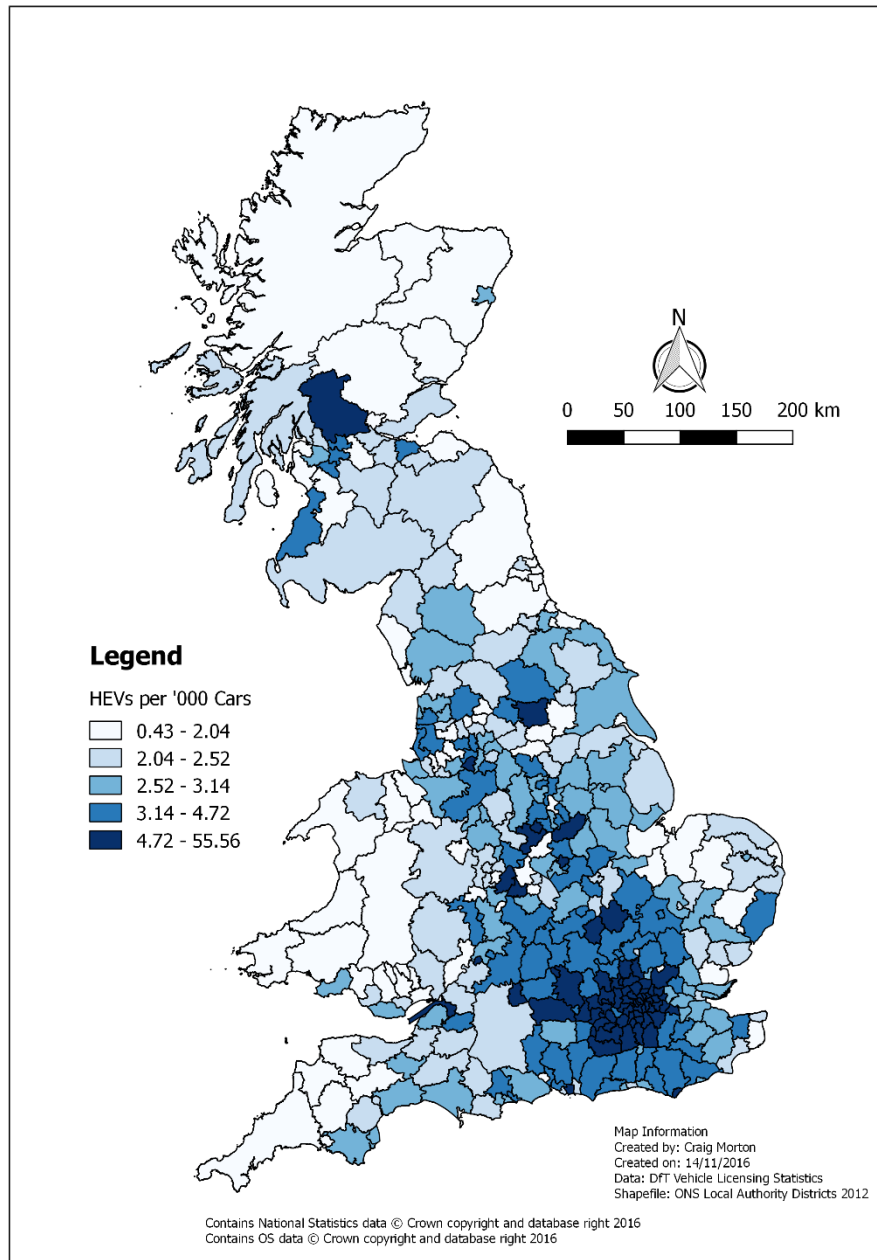 N
0 50 100 150 200 km
Legend
HEVs per '000 Cars
0.43 - 2.04
2.04 - 2.52
2.52 - 3.14
3.14 - 4.72
4.72 - 55.56
Map Information
Created by: Craig Morton
Created on: 14/11/2016
Data: DfT Vehicle Licensing Statistics
Shapefile: ONS Local Authority Districts 2012
Contains National Statistics data © Crown copyright and database right 2016
Contains OS data © Crown copyright and database right 2016